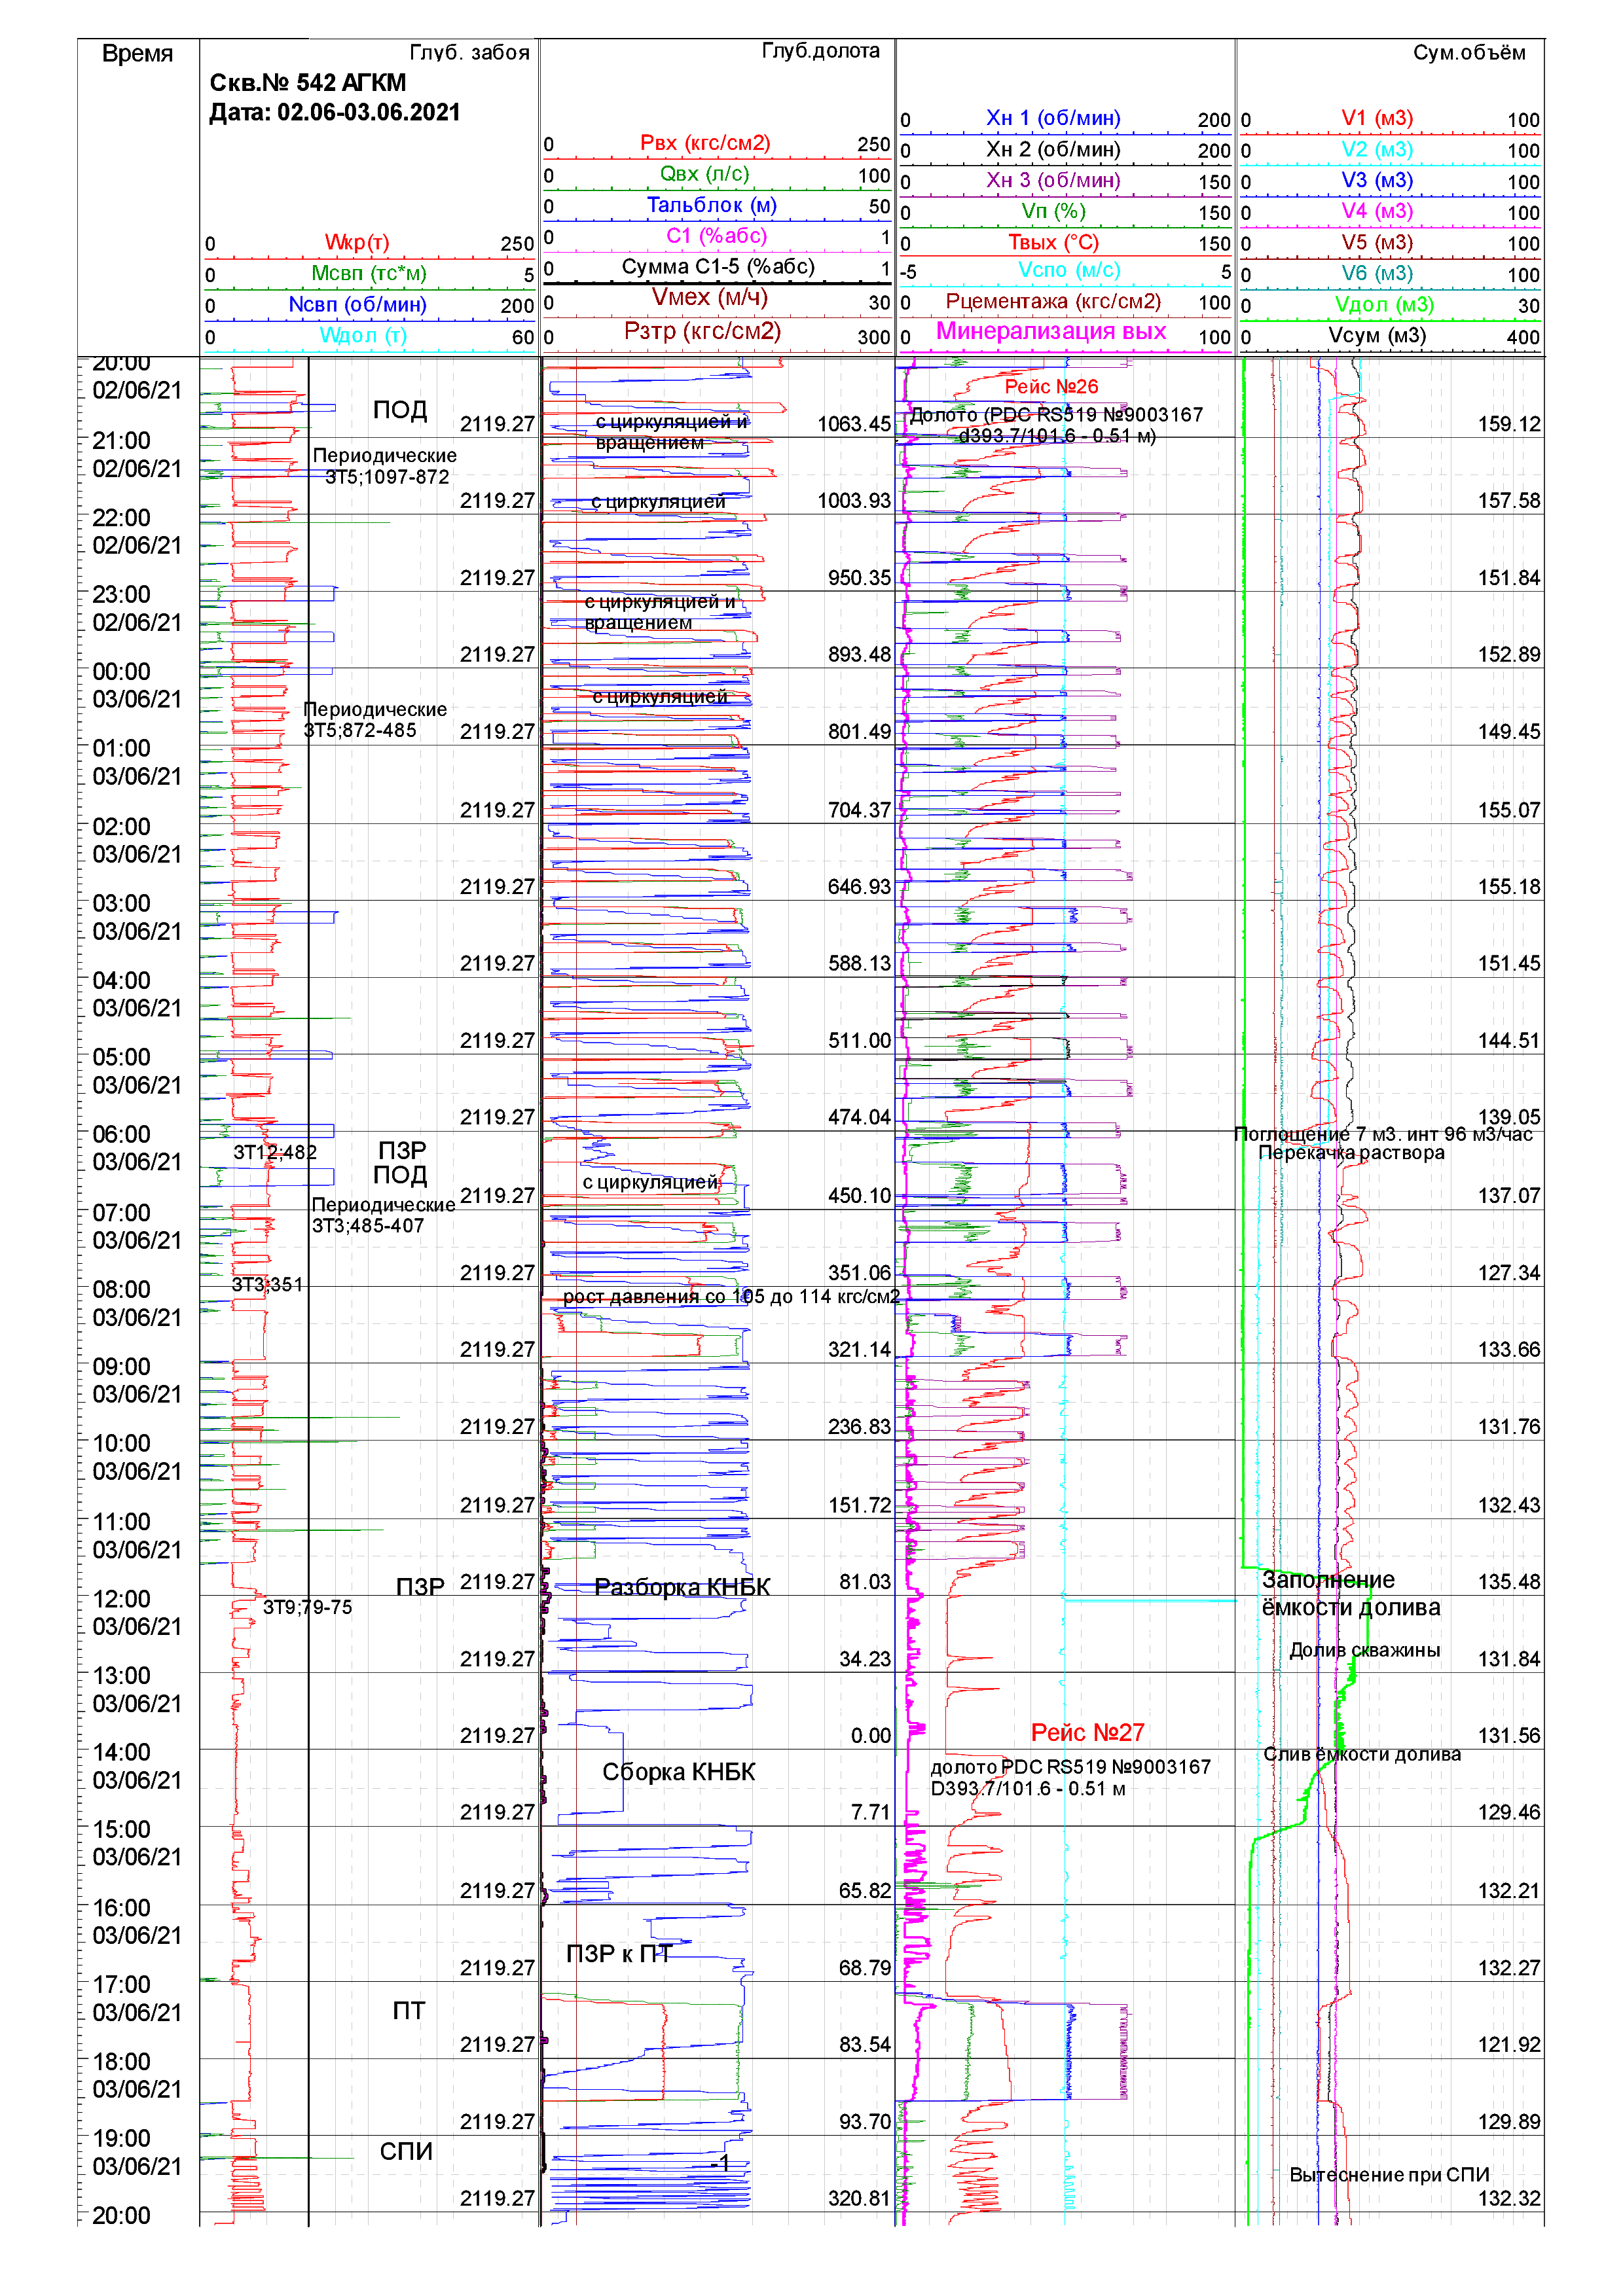 Время
Глуб. забоя
Глуб.долота
Сум.объём
Скв.№ 542 АГКМ
Дата: 02.06-03.06.2021
0 Wкр(т) 250
0 Мсвп (тс*м) 5
0 Nсвп (об/мин) 200
0 Wдол (т) 60
0 Рвх (кгс/см2) 250
0 Qвх (л/с) 100
0 Тальблок (м) 50
0 С1 (%абс) 1
0 Сумма С1-5 (%абс) 1
0 Vмех (м/ч) 30
0 Рзтр (кгс/см2) 300
0 Хн 1 (об/мин) 200
0 Хн 2 (об/мин) 200
0 Хн 3 (об/мин) 150
0 Vп (%) 150
0 Твых (°С) 150
-5 Vспо (м/с) 5
0 Рцементажа (кгс/см2) 100
0 Минерализация вых 100
0 V1 (м3) 100
0 V2 (м3) 100
0 V3 (м3) 100
0 V4 (м3) 100
0 V5 (м3) 100
0 V6 (м3) 100
0 Vдол (м3) 30
0 Vсум (м3) 400
20:00
02/06/21
ПОД
Рейс №26
Долото (PDC RS519 №9003167
d393.7/101.6 - 0.51 м)
с циркуляцией и
вращением
2119.27 1063.45 159.12
21:00
02/06/21
Периодические
ЗТ5;1097-872
с циркуляцией
2119.27 1003.93 157.58
22:00
02/06/21
2119.27 950.35 151.84
23:00
02/06/21
с циркуляцией и
вращением
2119.27 893.48 152.89
00:00
03/06/21
с циркуляцией
Периодические
ЗТ5;872-485
2119.27 801.49 149.45
01:00
03/06/21
2119.27 704.37 155.07
02:00
03/06/21
2119.27 646.93 155.18
03:00
03/06/21
2119.27 588.13 151.45
04:00
03/06/21
2119.27 511.00 144.51
05:00
03/06/21
2119.27 474.04 139.05
06:00
03/06/21
Поглощение 7 м3. инт 96 м3/час
Перекачка раствора
ЗТ12;482
ПЗР
ПОД
с циркуляцией
Периодические
ЗТ3;485-407
2119.27 450.10 137.07
07:00
03/06/21
2119.27 351.06 127.34
ЗТ3;351
08:00
03/06/21
рост давления со 105 до 114 кгс/см2
2119.27 321.14 133.66
09:00
03/06/21
2119.27 236.83 131.76
10:00
03/06/21
2119.27 151.72 132.43
11:00
03/06/21
ПЗР
2119.27 81.03 135.48
Разборка КНБК
Заполнение
ёмкости долива
12:00
03/06/21
ЗТ9;79-75
Долив скважины
2119.27 34.23 131.84
13:00
03/06/21
Рейс №27
2119.27 0.00 131.56
14:00
03/06/21
Слив ёмкости долива
Сборка КНБК
долото PDC RS519 №9003167
D393.7/101.6 - 0.51 м
2119.27 7.71 129.46
15:00
03/06/21
2119.27 65.82 132.21
16:00
03/06/21
ПЗР к ПТ
2119.27 68.79 132.27
17:00
03/06/21
ПТ
2119.27 83.54 121.92
18:00
03/06/21
2119.27 93.70 129.89
19:00
03/06/21
СПИ
-1
Вытеснение при СПИ
2119.27 320.81 132.32
20:00